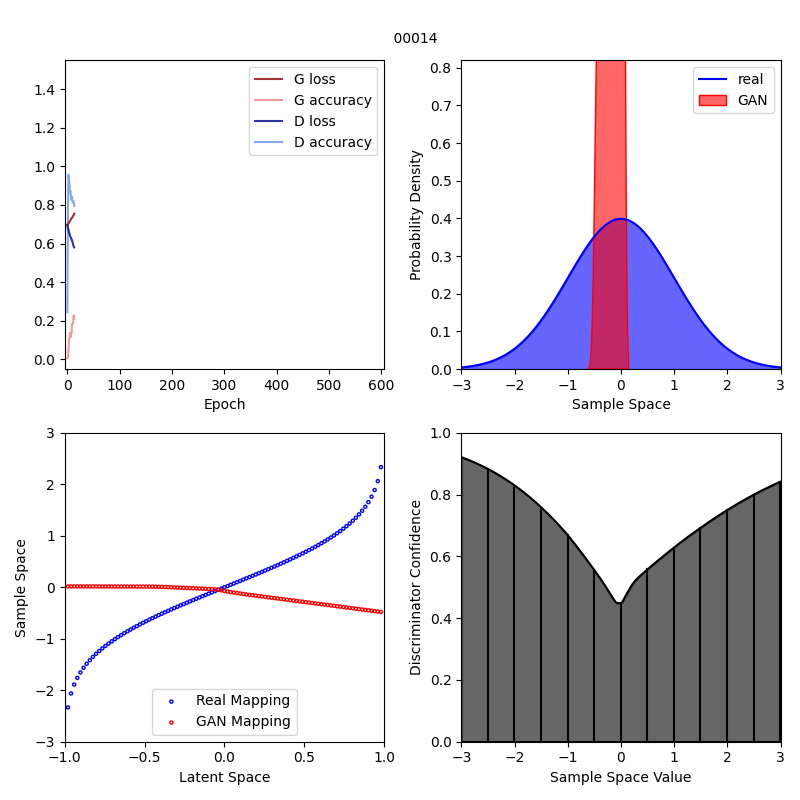 00014
G loss
G accuracy
D loss
D accuracy
1.4
1.2
1.0
0.8
0.6
0.4
0.2
0.0
0 100 200 300 400 500 600
Epoch
real
GAN
Probability Density
0.8
0.7
0.6
0.5
0.4
0.3
0.2
0.1
0.0
−3 −2 −1 0 1 2 3
Sample Space
Sample Space
3
2
1
0
−1
−2
−3
Real Mapping
GAN Mapping
−1.0 −0.5 0.0 0.5 1.0
Latent Space
Discriminator Confidence
1.0
0.8
0.6
0.4
0.2
0.0
−3 −2 −1 0 1 2 3
Sample Space Value